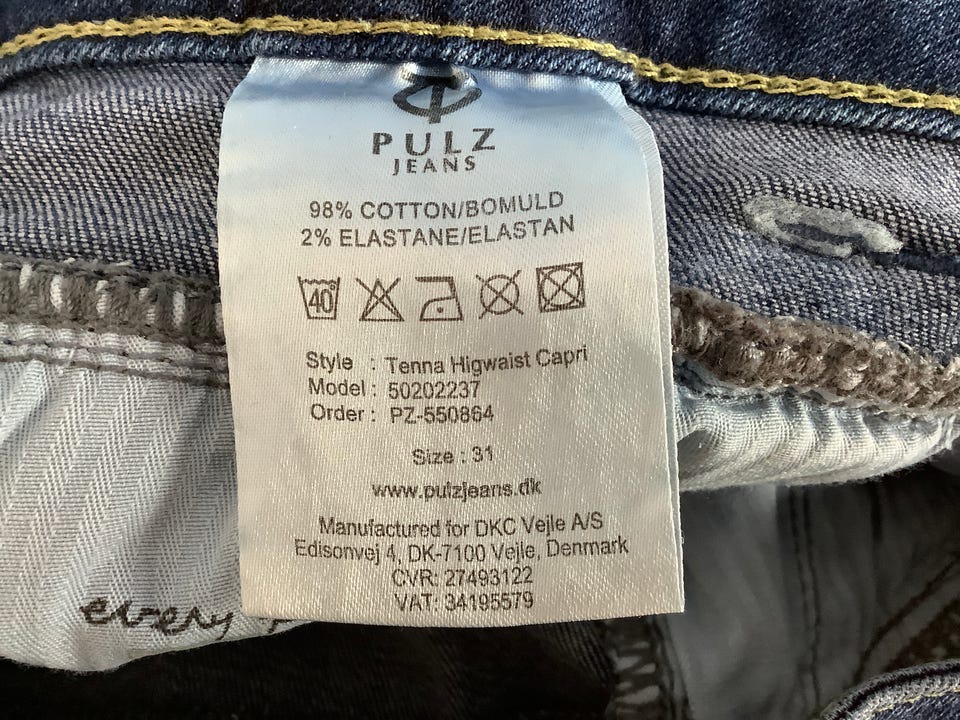 PULZ
JEANS
98% COTTON/BOMULD
2% ELASTANE/ELASTAN
40
Style : Tenna Higwaist Capri
Model : 50202237
Order : PZ-550864
Size : 31
www.pulzjeans.dk
Manufactured for DKC Vejle A/S
Edisonvej 4, DK-7100 Vejle, Denmark
CVR: 27493122
VAT: 34195579
every